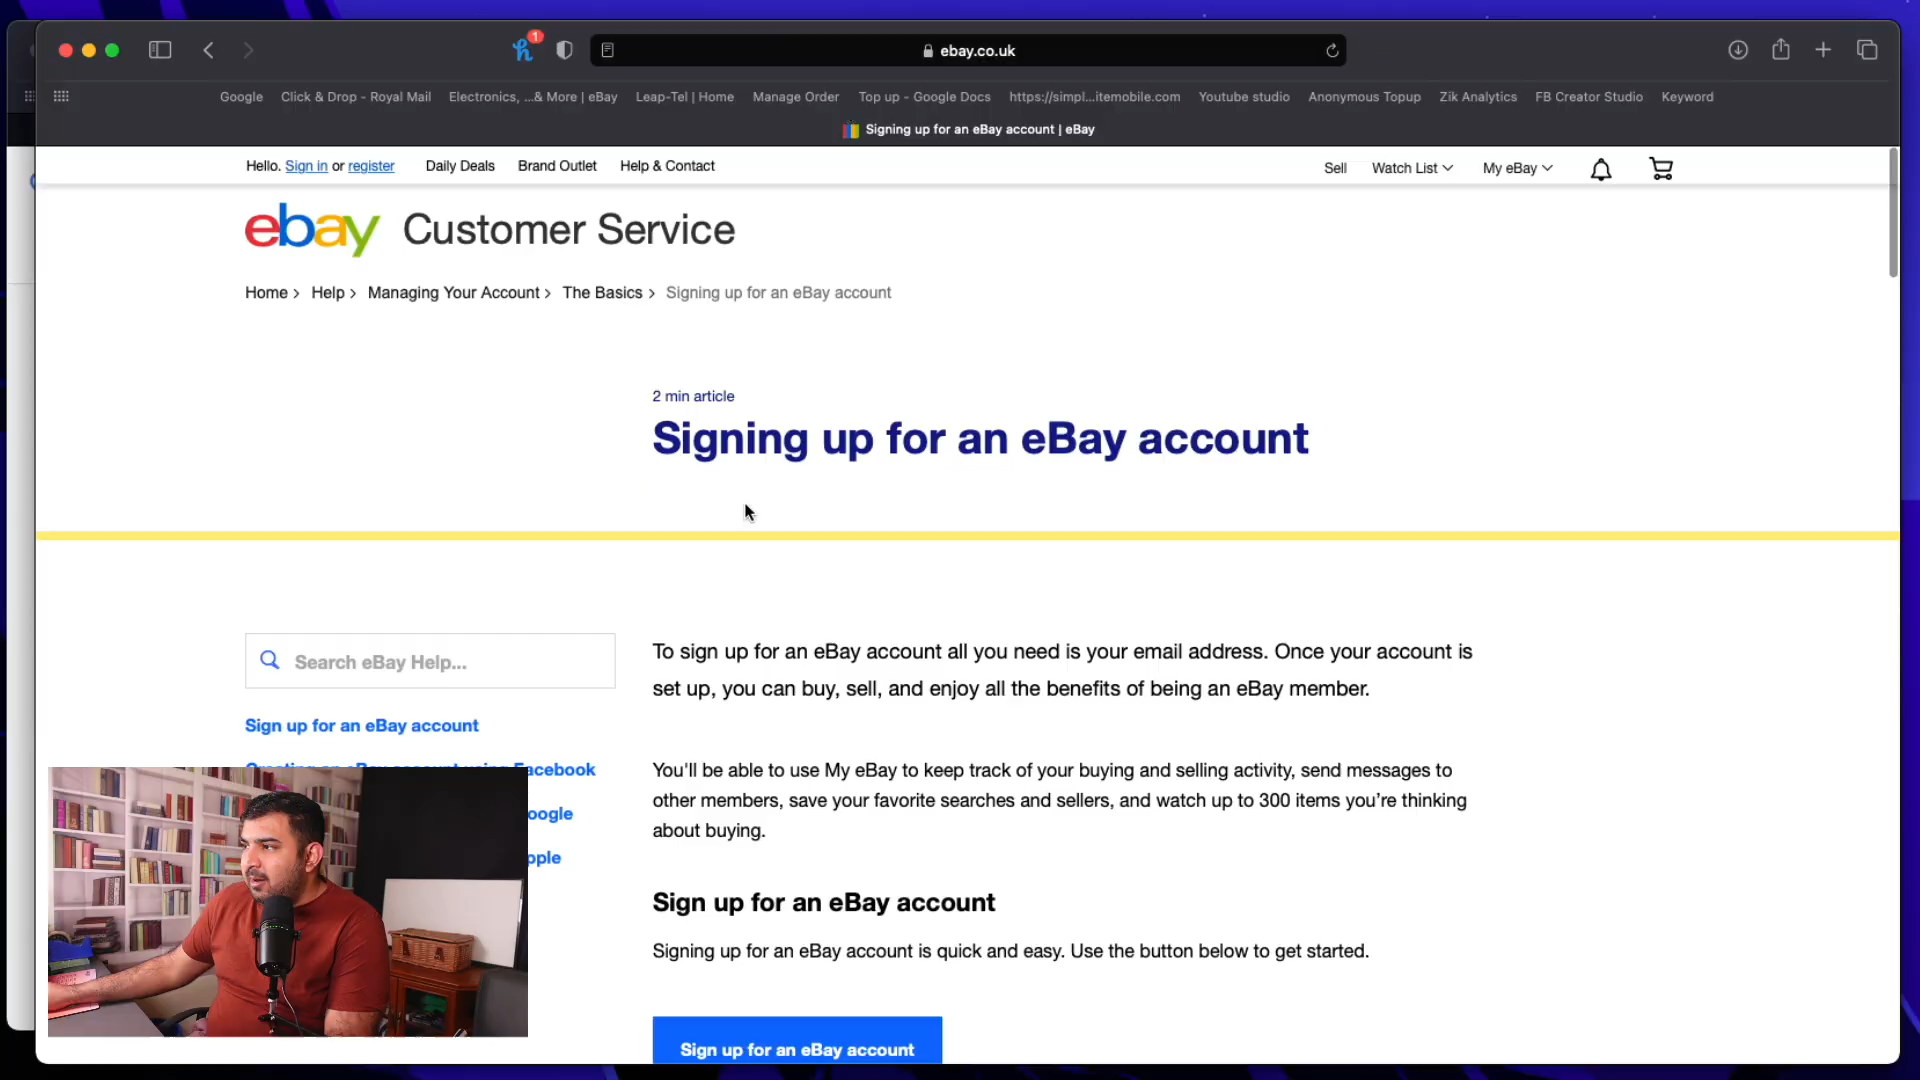 1
ebay.co.uk
Google Click & Drop - Royal Mail Electronics, ...& More | eBay Leap-Tel | Home Manage Order Top up - Google Docs https://simpl...itemobile.com Youtube studio Anonymous Topup Zik Analytics FB Creator Studio Keyword
Signing up for an eBay account | eBay
Hello. Sign in or register Daily Deals Brand Outlet Help & Contact Sell Watch List My eBay
ebay Customer Service
Home > Help > Managing Your Account > The Basics > Signing up for an eBay account
2 min article
Signing up for an eBay account
Search eBay Help...
Sign up for an eBay account
Creating an eBay account using Facebook
oogle
pple
To sign up for an eBay account all you need is your email address. Once your account is
set up, you can buy, sell, and enjoy all the benefits of being an eBay member.
You'll be able to use My eBay to keep track of your buying and selling activity, send messages to
other members, save your favorite searches and sellers, and watch up to 300 items you’re thinking
about buying.
Sign up for an eBay account
Signing up for an eBay account is quick and easy. Use the button below to get started.
Sign up for an eBay account